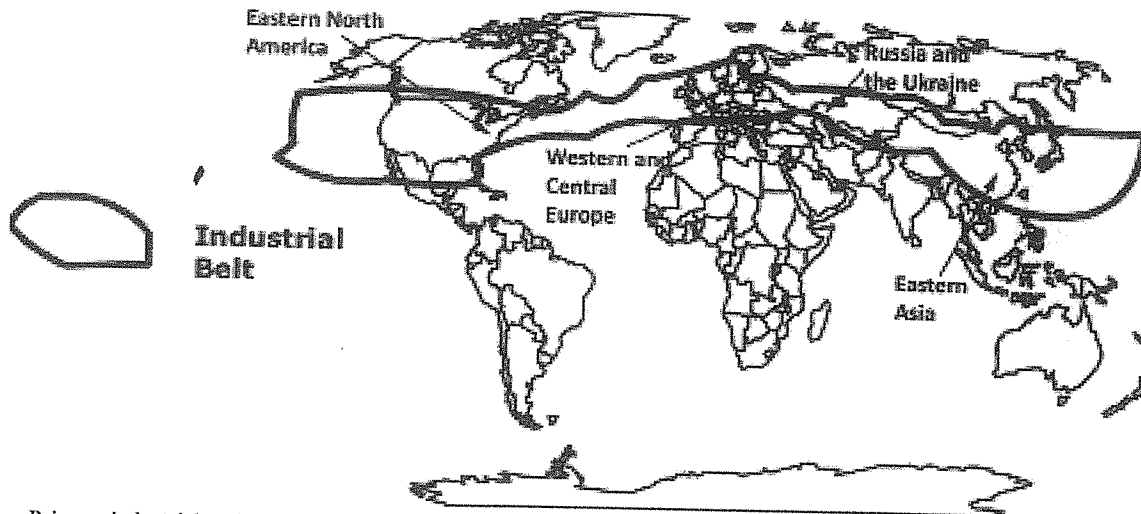 Eastern North
America
Russia and
the Ukraine
Western and
Central
Europe
Industrial
Belt
Eastern
Asia